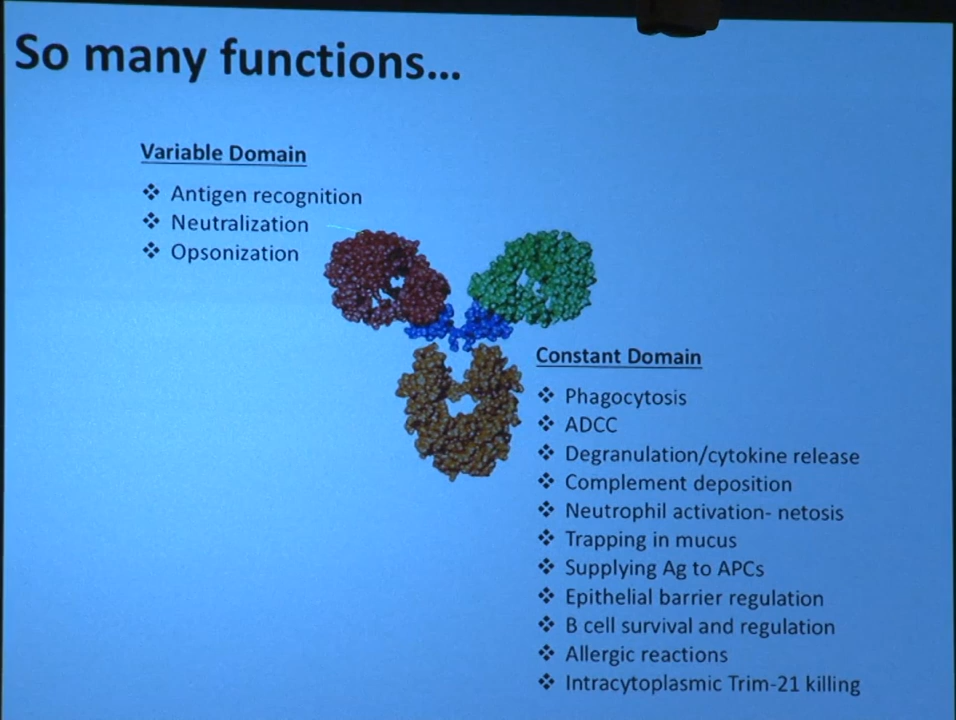 So many functions...
Variable Domain
❖ Antigen recognition
❖ Neutralization
❖ Opsonization
Constant Domain
❖ Phagocytosis
❖ ADCC
❖ Degranulation/cytokine release
❖ Complement deposition
❖ Neutrophil activation- netosis
❖ Trapping in mucus
❖ Supplying Ag to APCs
❖ Epithelial barrier regulation
❖ B cell survival and regulation
❖ Allergic reactions
❖ Intracytoplasmic Trim-21 killing